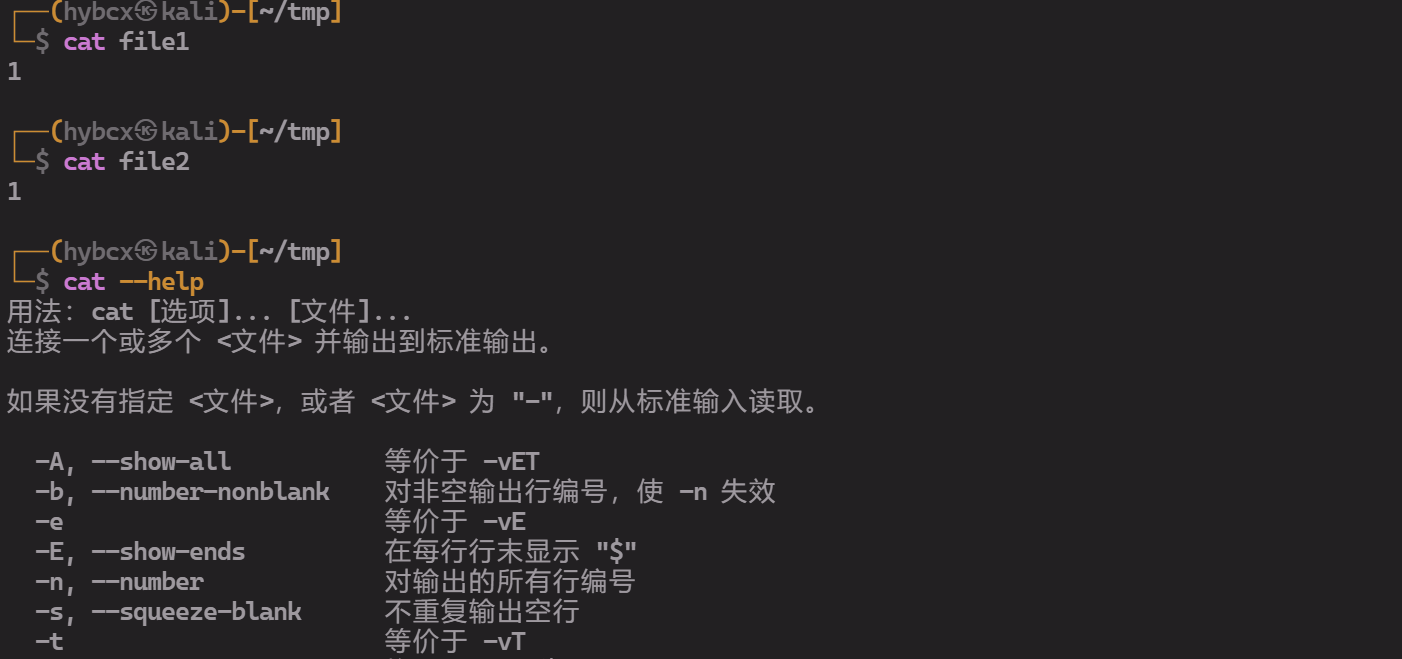 ┌──(hybcx㉿kali)-[~/tmp]
└─$ cat file1
1
┌──(hybcx㉿kali)-[~/tmp]
└─$ cat file2
1
┌──(hybcx㉿kali)-[~/tmp]
└─$ cat --help
用法：cat [选项]... [文件]...
连接一个或多个 <文件> 并输出到标准输出。
如果没有指定 <文件>，或者 <文件> 为 "-"，则从标准输入读取。
  -A, --show-all           等价于 -vET
  -b, --number-nonblank    对非空输出行编号，使 -n 失效
  -e                       等价于 -vE
  -E, --show-ends          在每行行末显示 "$"
  -n, --number             对输出的所有行编号
  -s, --squeeze-blank      不重复输出空行
  -t                       等价于 -vT